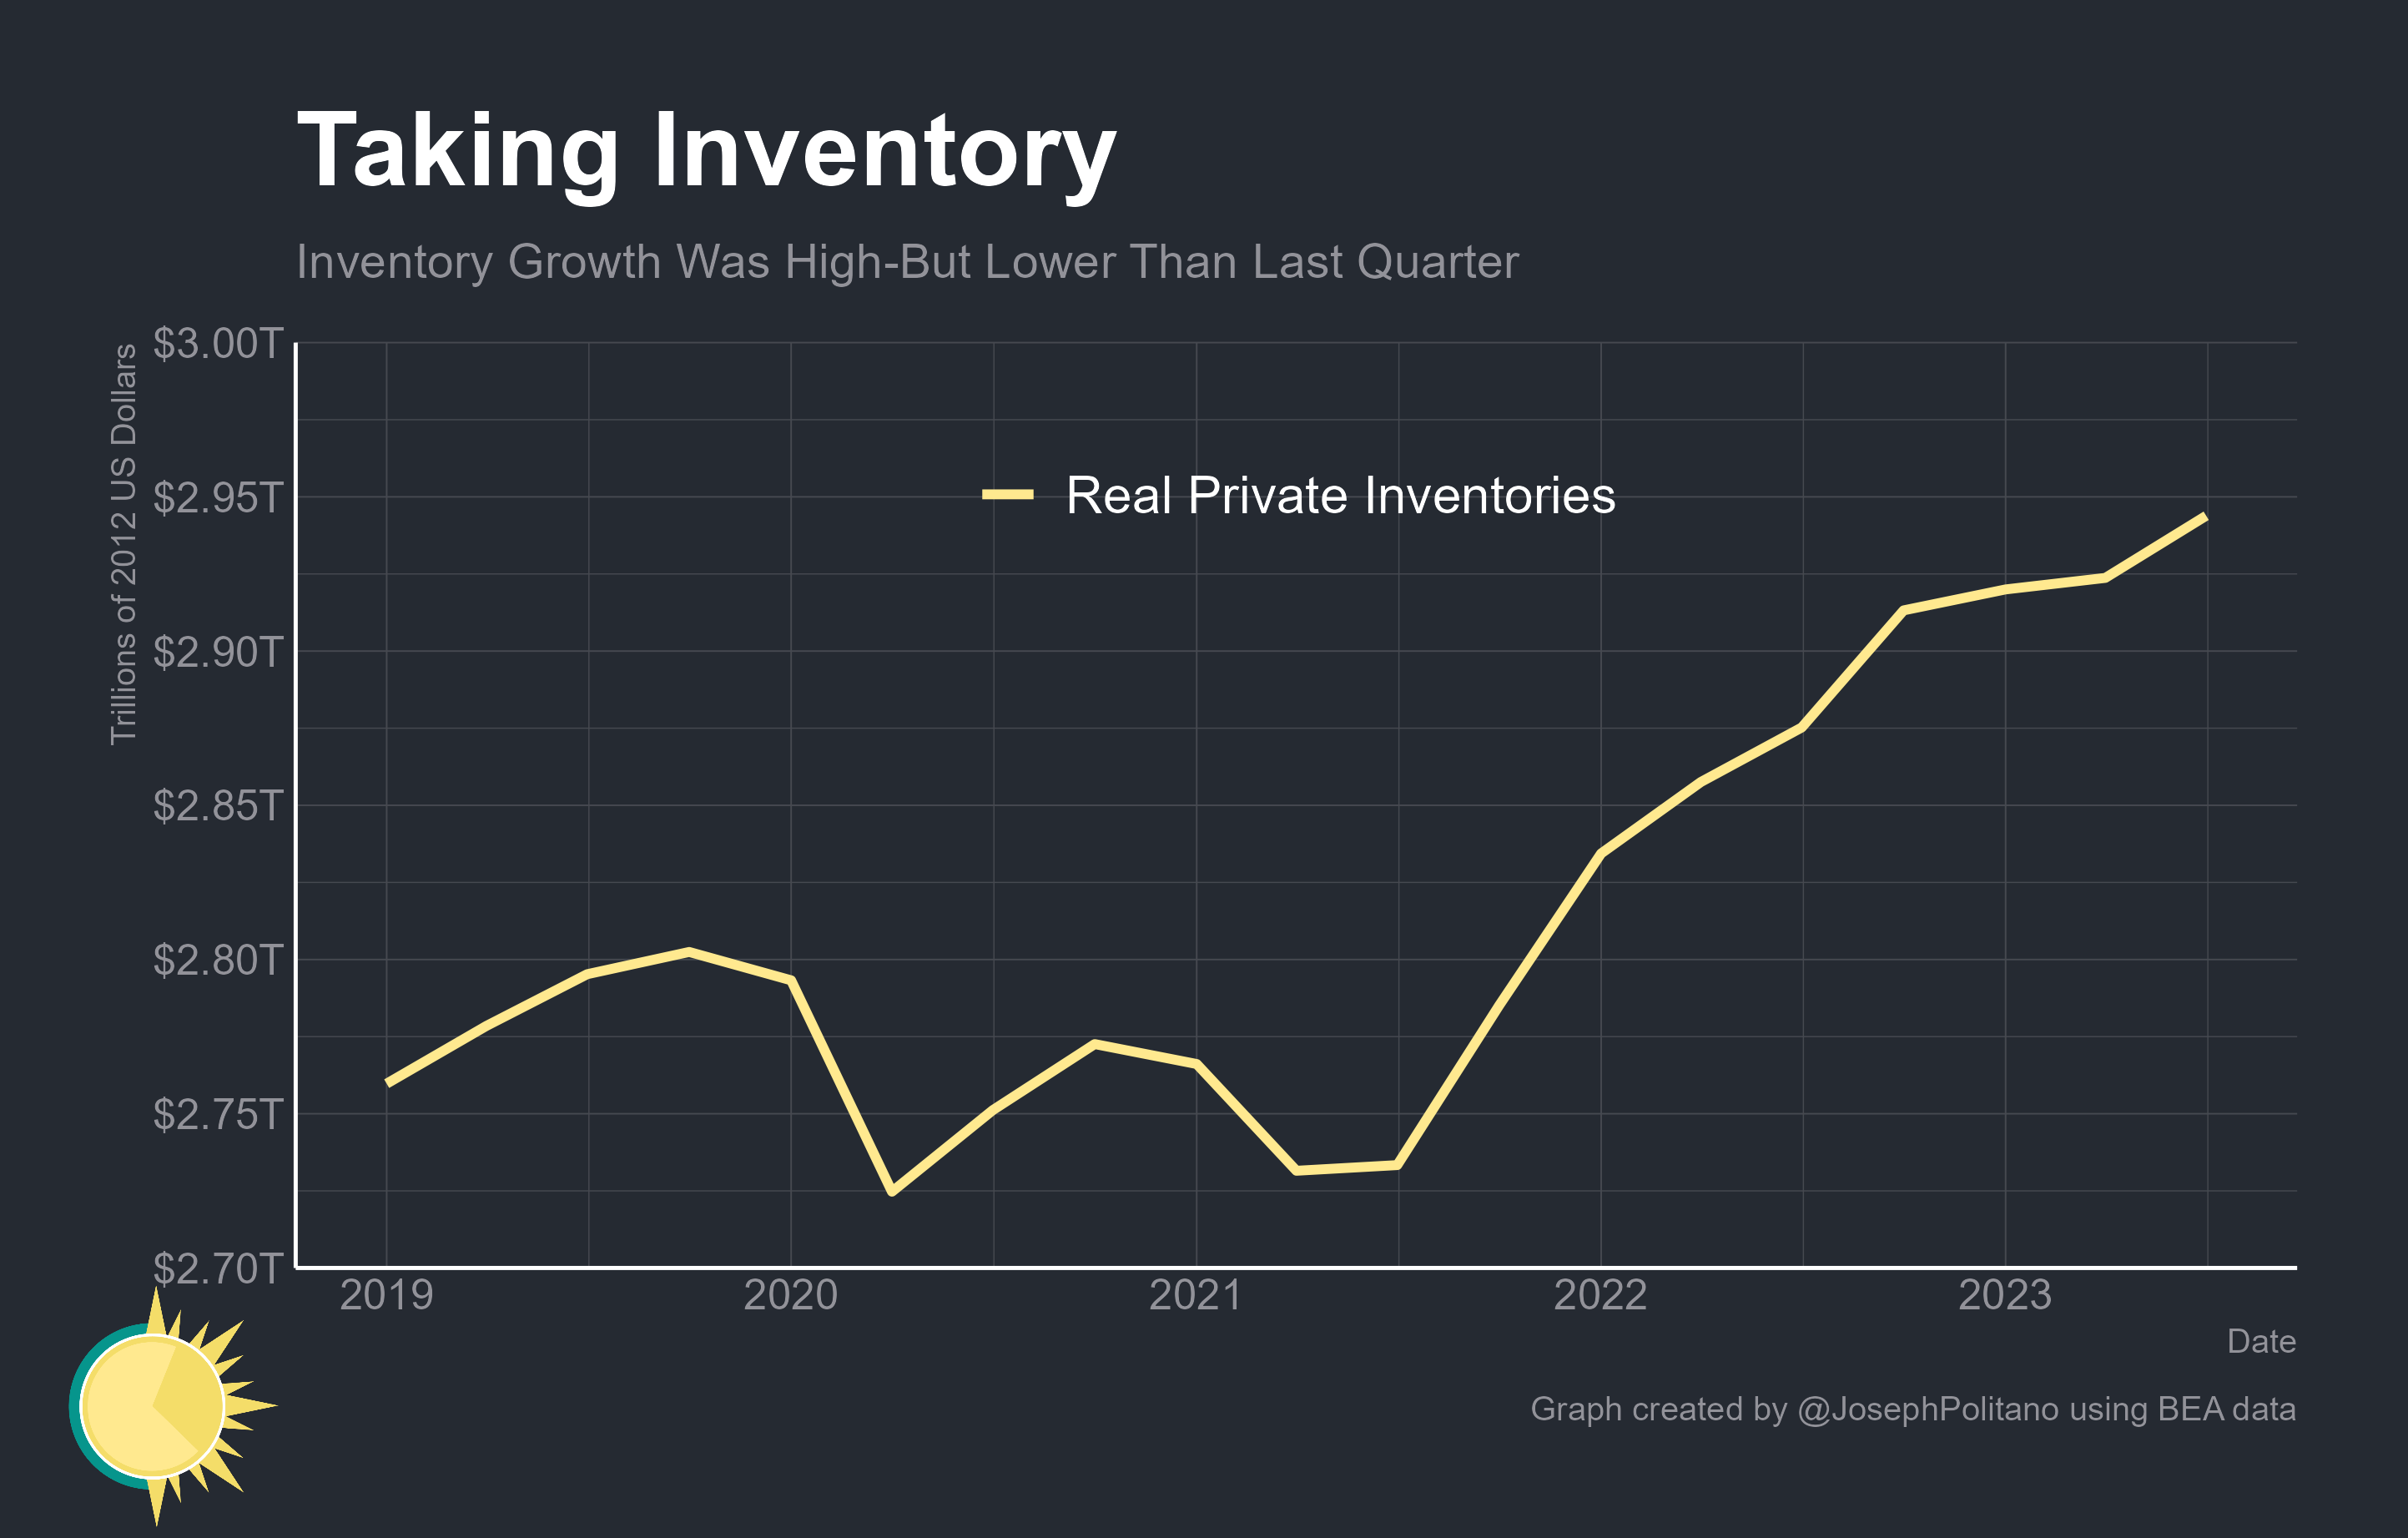 Taking Inventory
Inventory Growth Was High-But Lower Than Last Quarter
Trillions of 2012 US Dollars
$3.00T
$2.95T
$2.90T
$2.85T
$2.80T
$2.75T
$2.70T
Real Private Inventories
2019 2020 2021 2022 2023
Date
Graph created by @JosephPolitano using BEA data